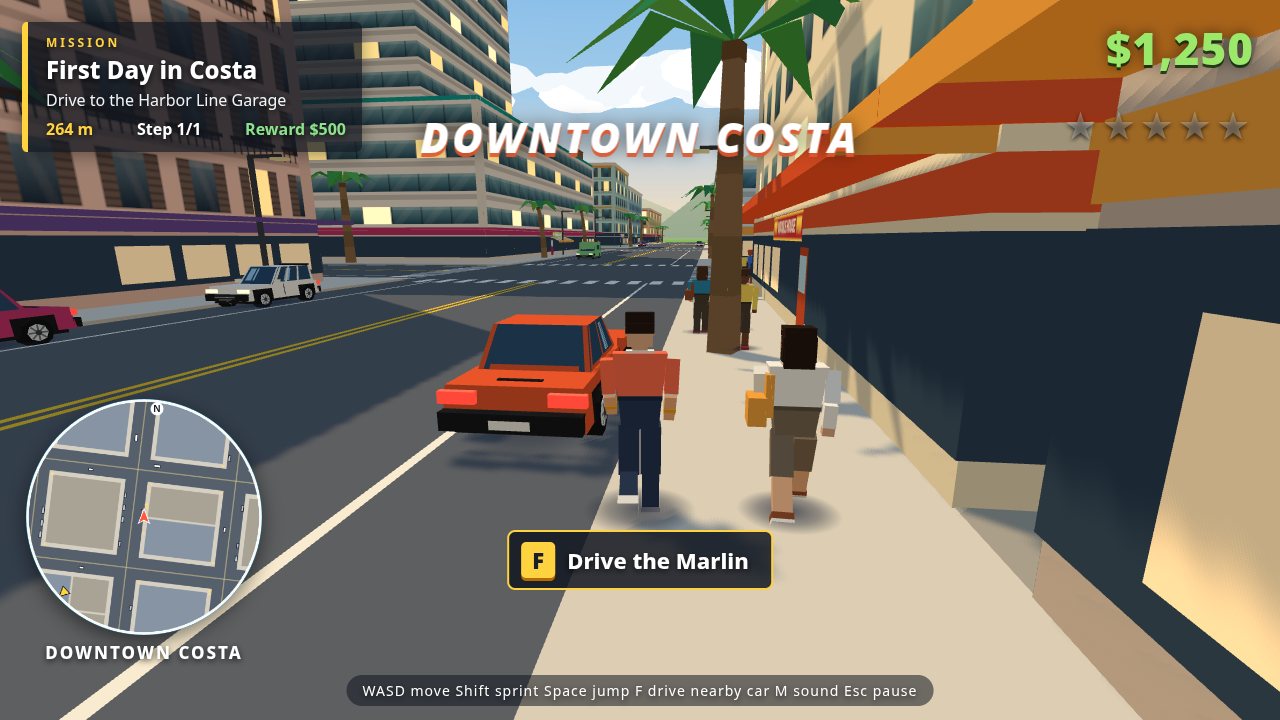 MISSION
First Day in Costa
Drive to the Harbor Line Garage
264 m Step 1/1 Reward $500
$1,250
DOWNTOWN COSTA
N
F Drive the Marlin
DOWNTOWN COSTA
WASD move Shift sprint Space jump F drive nearby car M sound Esc pause